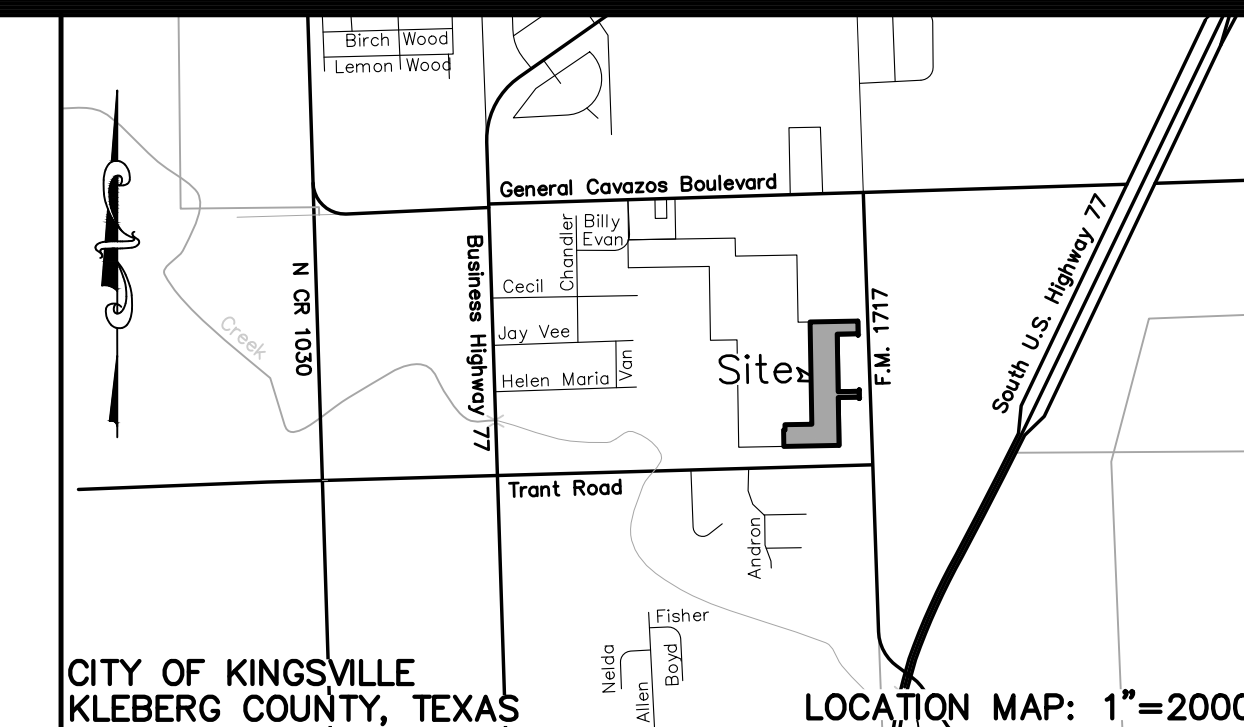 Birch Wood
Lemon Wood
General Cavazos Boulevard
Billy
Evan
Chandler
Cecil
Jay Vee
Helen Maria
Van
Business Highway 77
N CR 1030
Creek
Site
F.M. 1717
South U.S. Highway 77
Trant Road
Andron
Fisher
Nelda
Boyd
Allen
CITY OF KINGSVILLE
KLEBERG COUNTY, TEXAS
LOCATION MAP: 1"=2000